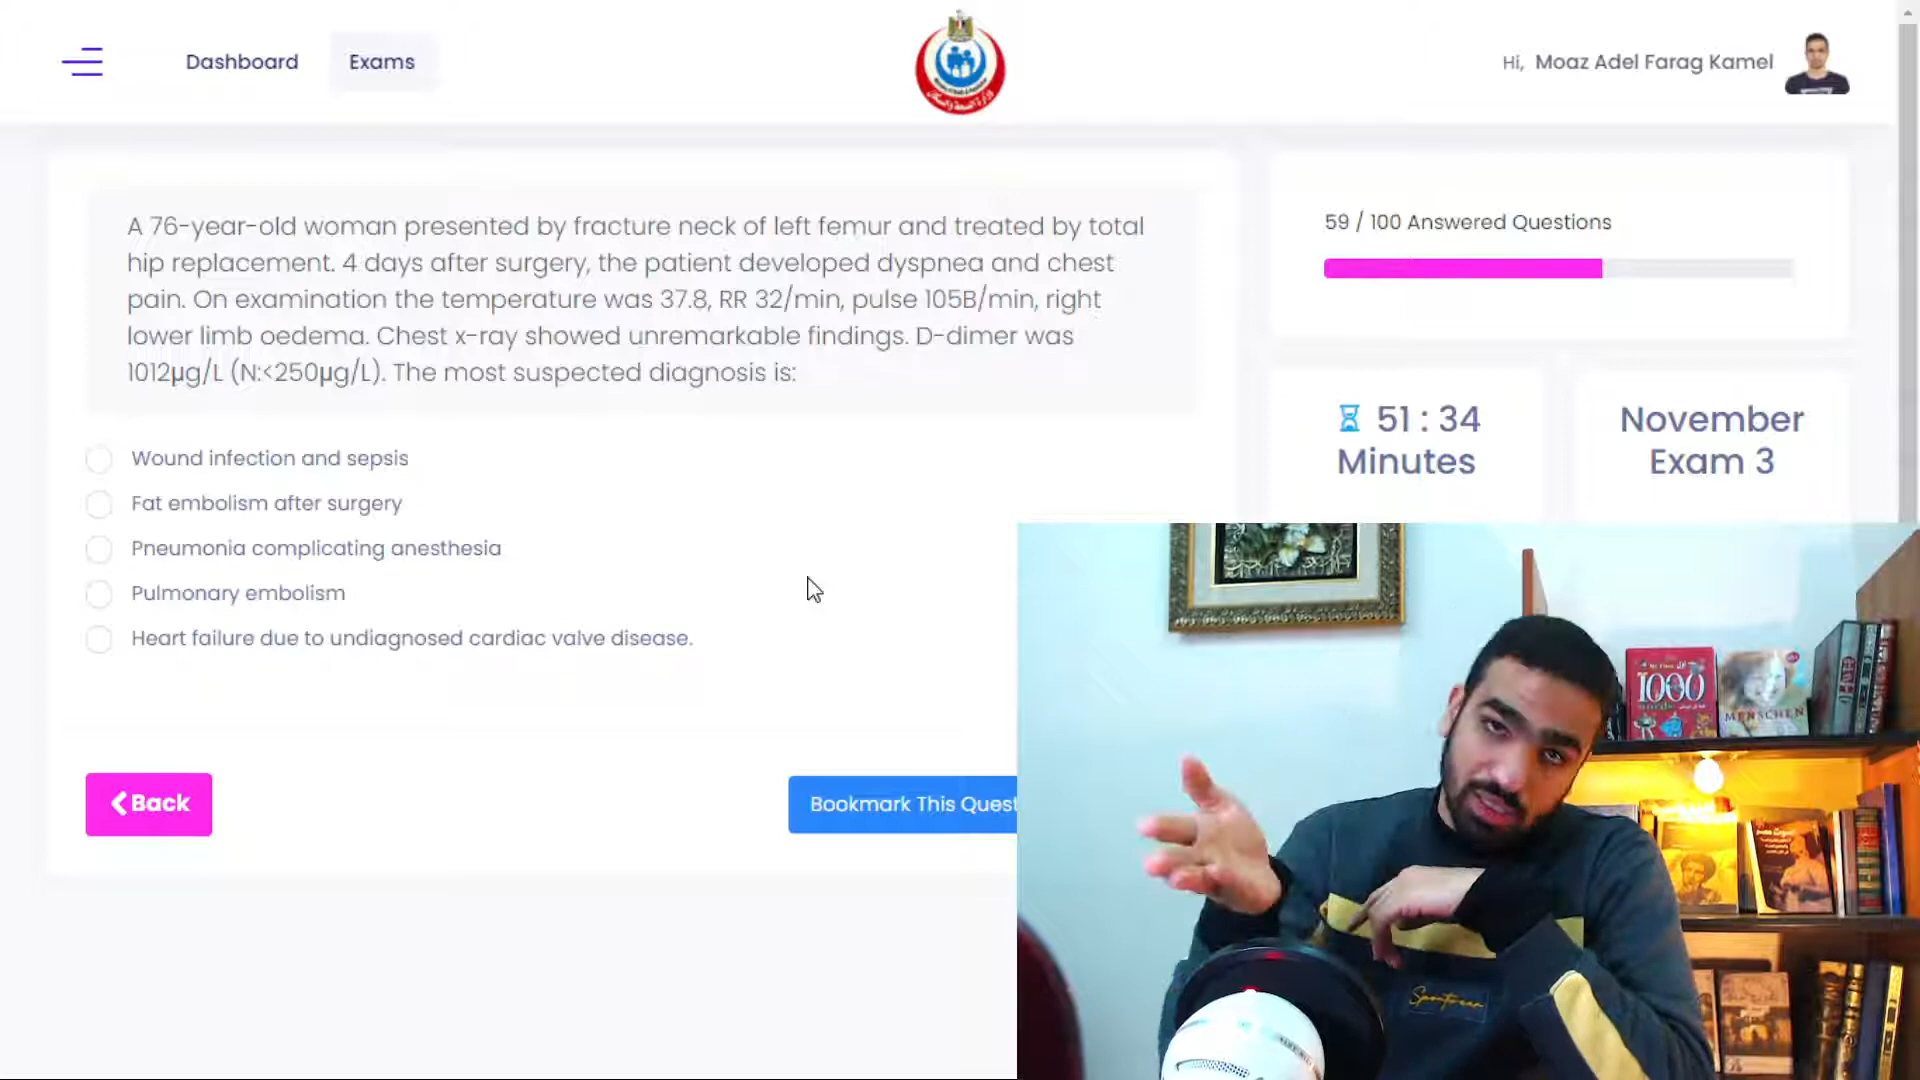 Dashboard
Exams
Hi, Moaz Adel Farag Kamel
A 76-year-old woman presented by fracture neck of left femur and treated by total
hip replacement. 4 days after surgery, the patient developed dyspnea and chest
pain. On examination the temperature was 37.8, RR 32/min, pulse 105B/min, right
lower limb oedema. Chest x-ray showed unremarkable findings. D-dimer was
1012µg/L (N:<250µg/L). The most suspected diagnosis is:
Wound infection and sepsis
Fat embolism after surgery
Pneumonia complicating anesthesia
Pulmonary embolism
Heart failure due to undiagnosed cardiac valve disease.
Back
Bookmark This Quest
59 / 100 Answered Questions
51 : 34
Minutes
November
Exam 3
1000
words
MENSCHEN